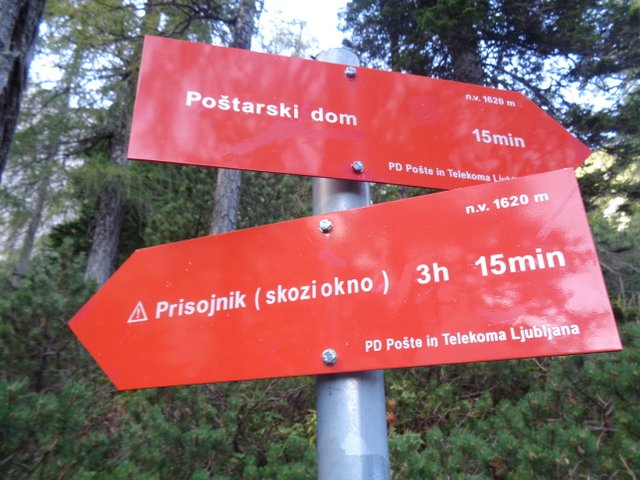 n.v. 1620 m
Poštarski dom 15min
PD Pošte in Telekoma Ljubljana
n.v. 1620 m
Prisojnik ( skozi okno ) 3h 15min
PD Pošte in Telekoma Ljubljana